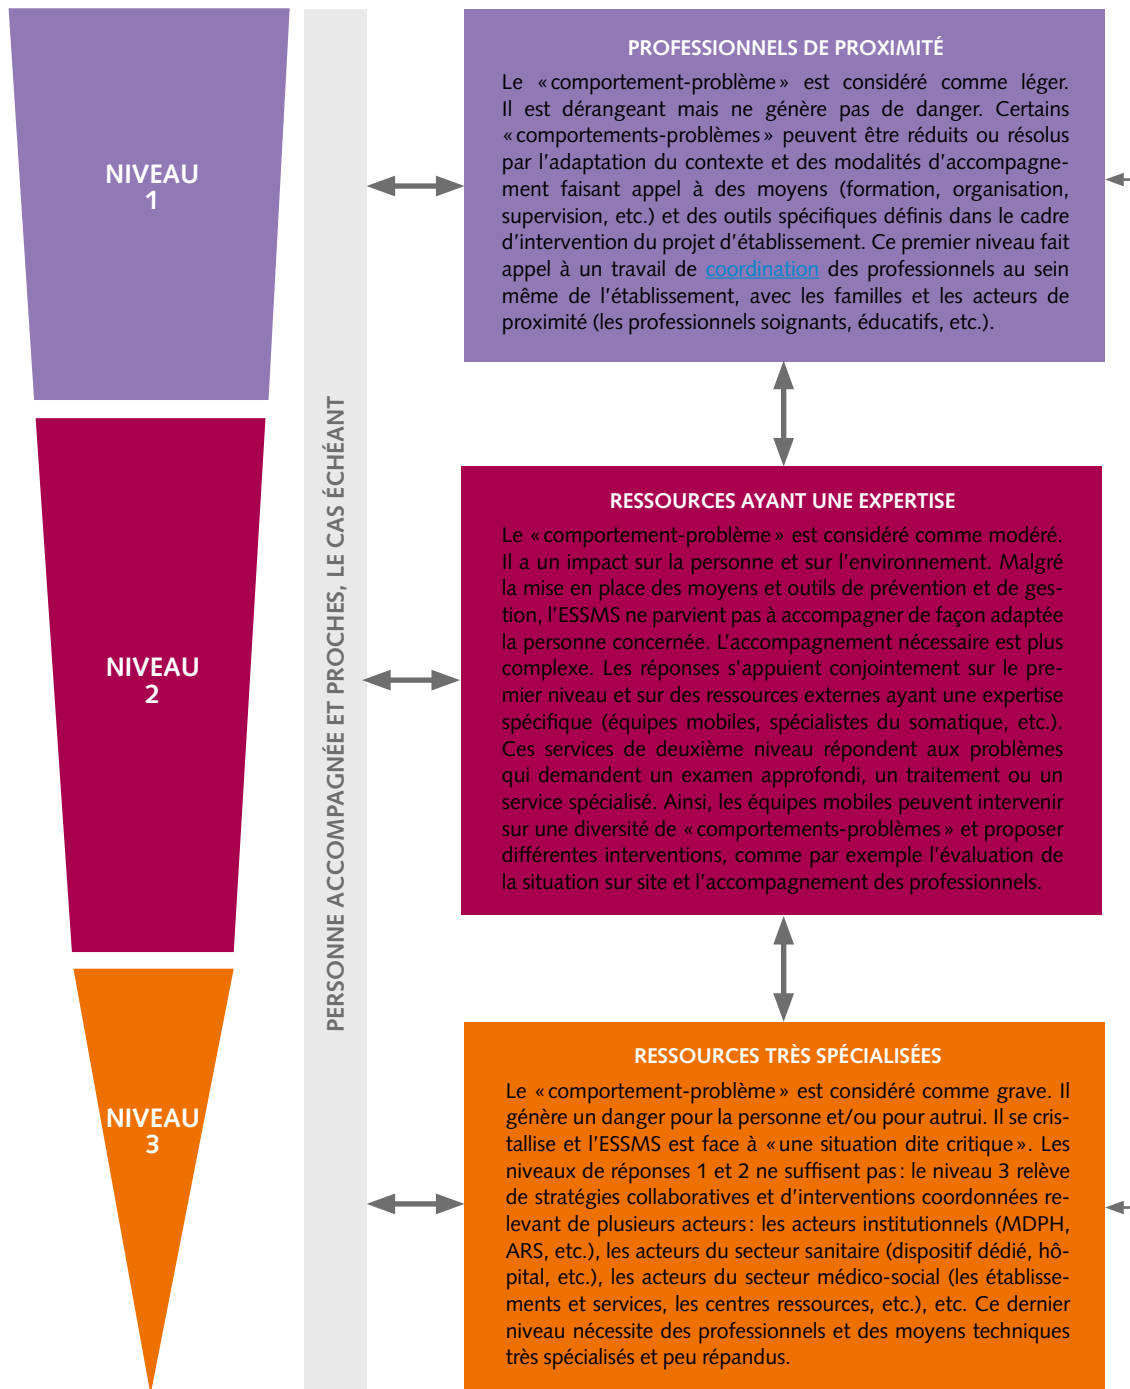 NIVEAU
1
PERSONNE ACCOMPAGNÉE ET PROCHES, LE CAS ÉCHÉANT
PROFESSIONNELS DE PROXIMITÉ
Le « comportement-problème » est considéré comme léger.
Il est dérangeant mais ne génère pas de danger. Certains
« comportements-problèmes » peuvent être réduits ou résolus
par l'adaptation du contexte et des modalités d'accompagne-
ment faisant appel à des moyens (formation, organisation,
supervision, etc.) et des outils spécifiques définis dans le cadre
d'intervention du projet d'établissement. Ce premier niveau fait
appel à un travail de coordination des professionnels au sein
même de l'établissement, avec les familles et les acteurs de
proximité (les professionnels soignants, éducatifs, etc.).
NIVEAU
2
RESSOURCES AYANT UNE EXPERTISE
Le « comportement-problème » est considéré comme modéré.
Il a un impact sur la personne et sur l'environnement. Malgré
la mise en place des moyens et outils de prévention et de ges-
tion, l'ESSMS ne parvient pas à accompagner de façon adaptée
la personne concernée. L'accompagnement nécessaire est plus
complexe. Les réponses s'appuient conjointement sur le pre-
mier niveau et sur des ressources externes ayant une expertise
spécifique (équipes mobiles, spécialistes du somatique, etc.).
Ces services de deuxième niveau répondent aux problèmes
qui demandent un examen approfondi, un traitement ou un
service spécialisé. Ainsi, les équipes mobiles peuvent intervenir
sur une diversité de « comportements-problèmes » et proposer
différentes interventions, comme par exemple l'évaluation de
la situation sur site et l'accompagnement des professionnels.
NIVEAU
3
RESSOURCES TRÈS SPÉCIALISÉES
Le « comportement-problème » est considéré comme grave. Il
génère un danger pour la personne et/ou pour autrui. Il se cris-
tallise et l'ESSMS est face à « une situation dite critique ». Les
niveaux de réponses 1 et 2 ne suffisent pas : le niveau 3 relève
de stratégies collaboratives et d'interventions coordonnées re-
levant de plusieurs acteurs : les acteurs institutionnels (MDPH,
ARS, etc.), les acteurs du secteur sanitaire (dispositif dédié, hô-
pital, etc.), les acteurs du secteur médico-social (les établisse-
ments et services, les centres ressources, etc.), etc. Ce dernier
niveau nécessite des professionnels et des moyens techniques
très spécialisés et peu répandus.